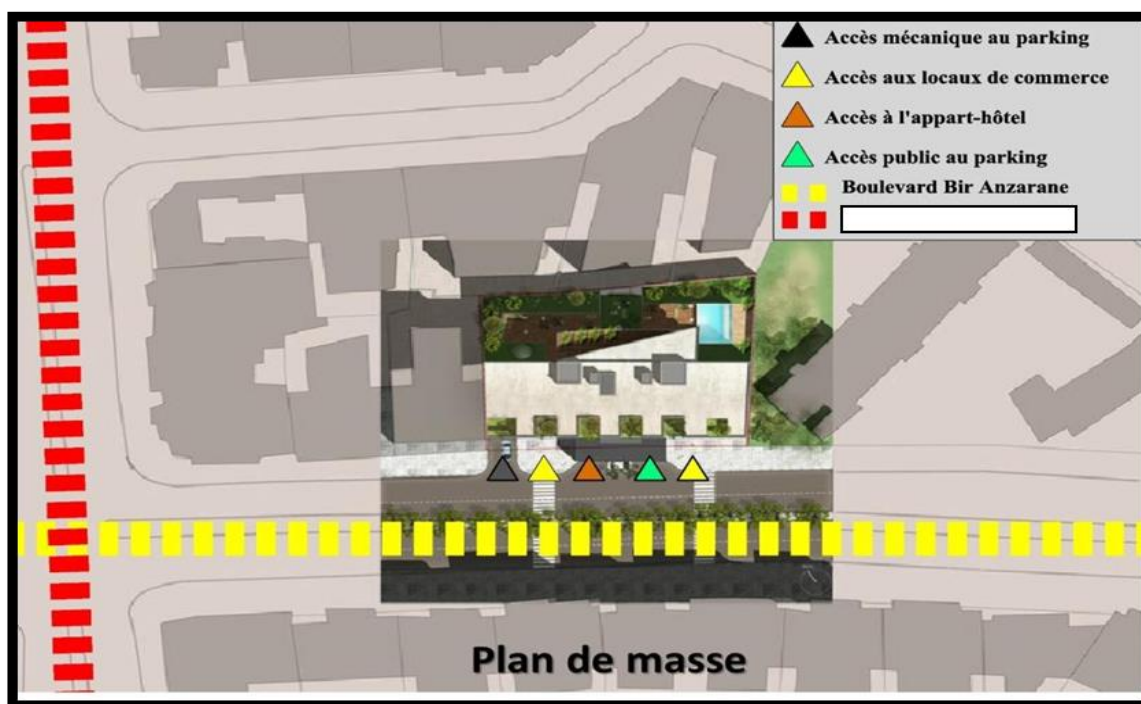 Accès mécanique au parking
Accès aux locaux de commerce
Accès à l'appart-hôtel
Accès public au parking
Boulevard Bir Anzarane
Plan de masse